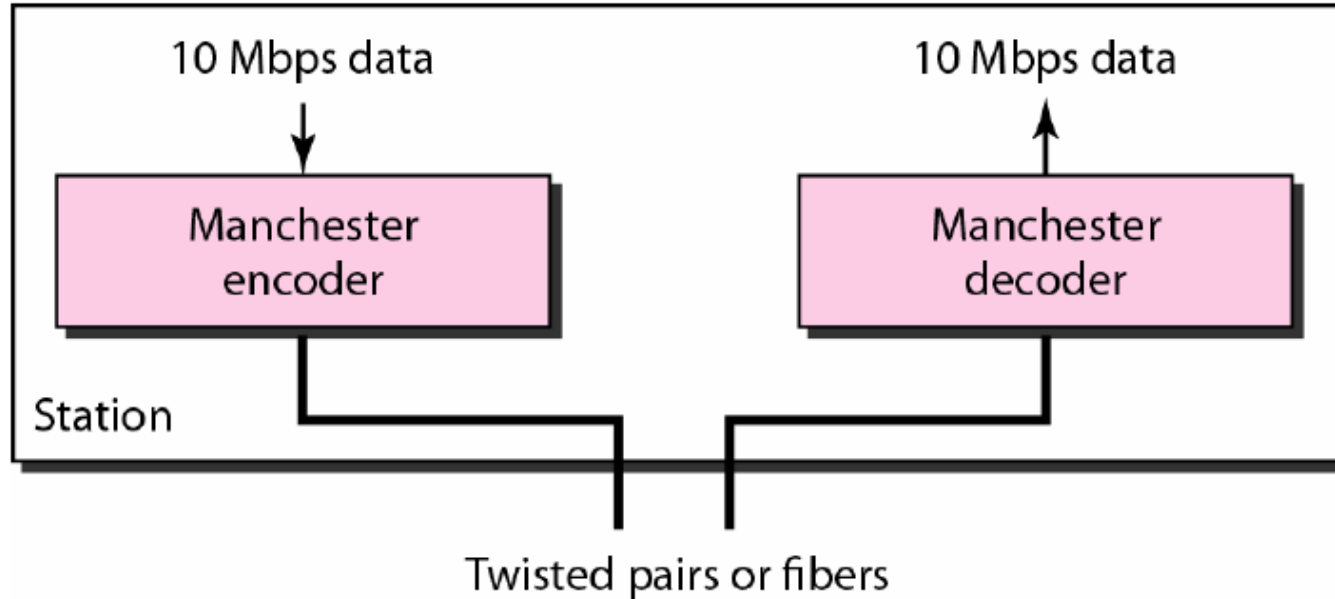 10 Mbps data
10 Mbps data
Manchester
encoder
Manchester
decoder
Station
Twisted pairs or fibers